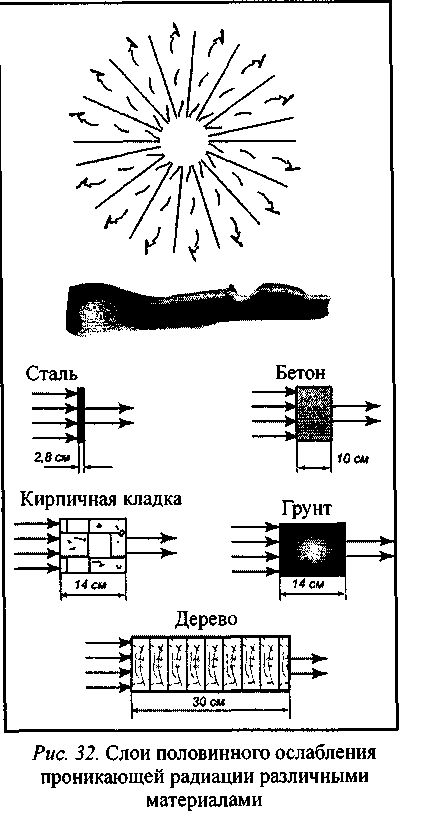 Сталь
Бетон
2,8 см
10 см
Кирпичная кладка
Грунт
14 см
14 см
Дерево
30 см
Рис. 32. Слои половинного ослабления
проникающей радиации различными
материалами